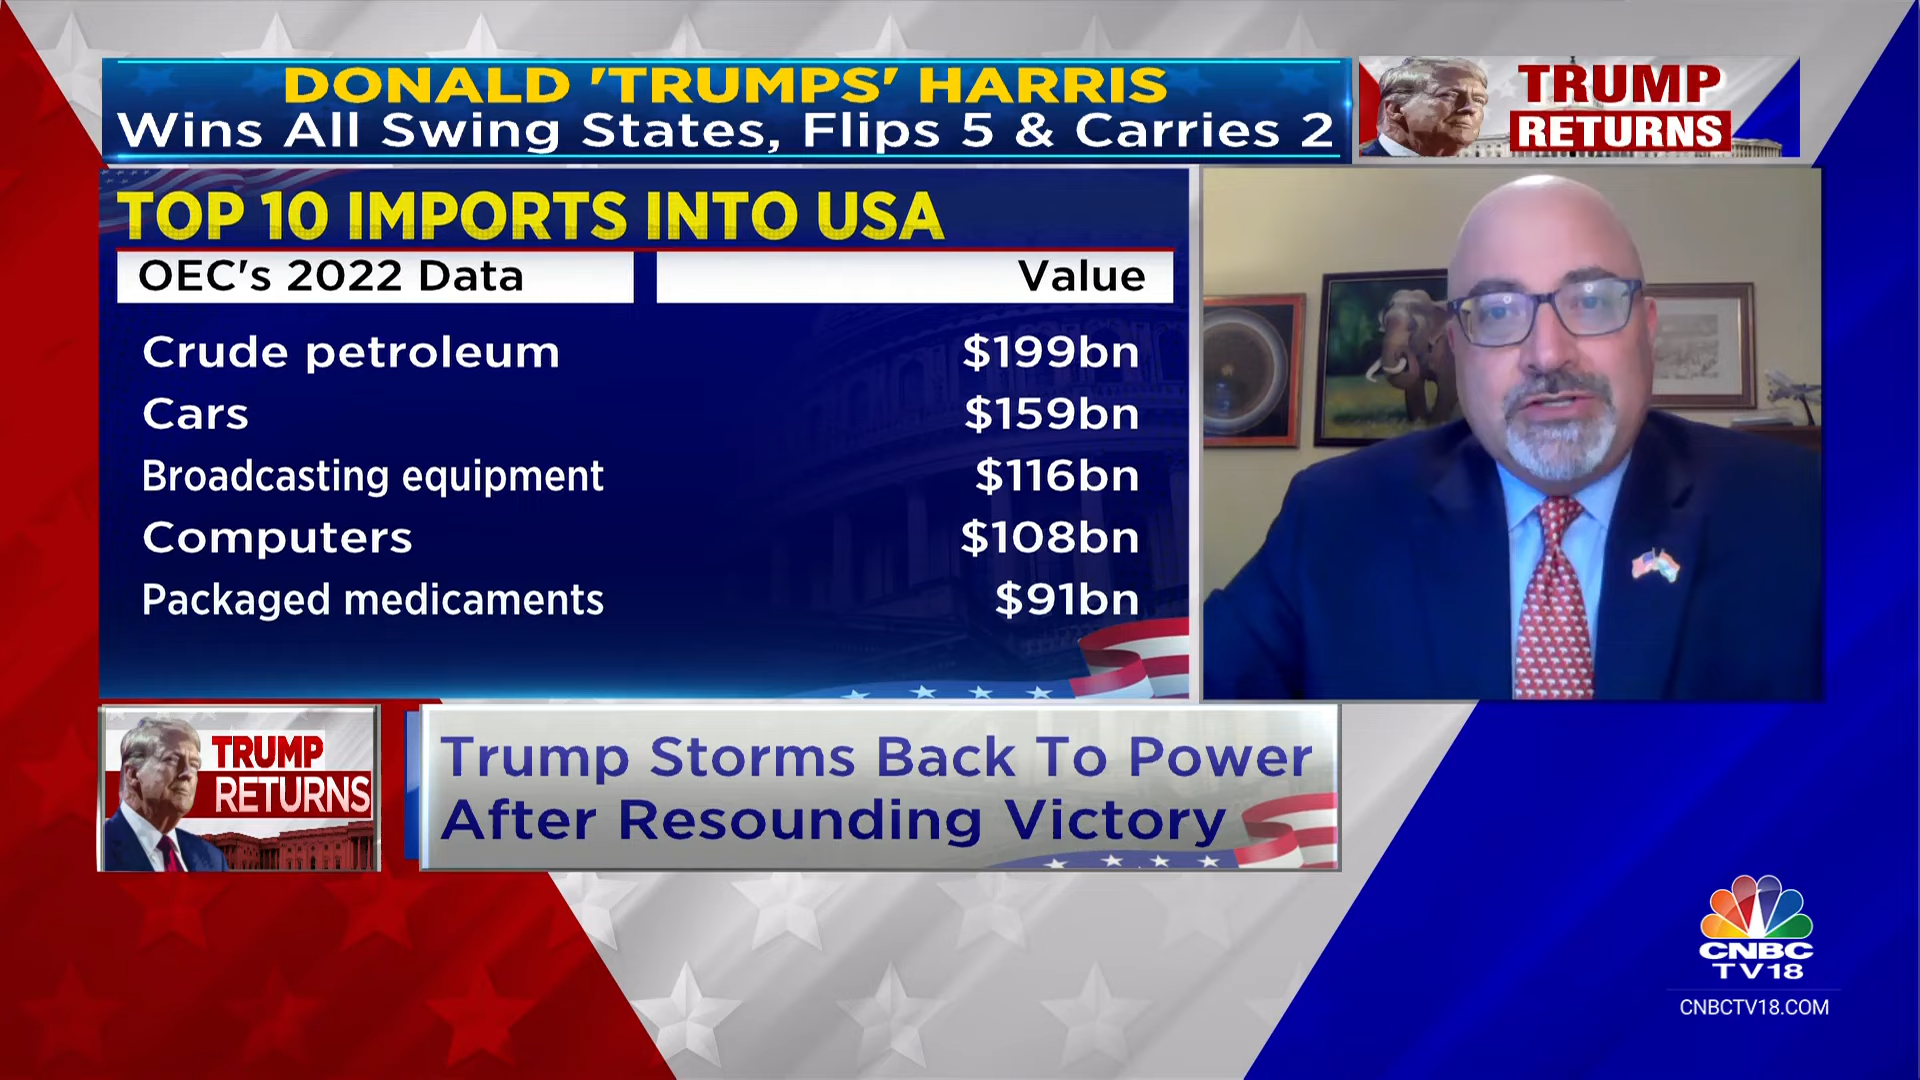 DONALD 'TRUMPS' HARRIS
Wins All Swing States, Flips 5 & Carries 2
TRUMP
RETURNS
TOP 10 IMPORTS INTO USA
OEC's 2022 Data Value
Crude petroleum $199bn
Cars $159bn
Broadcasting equipment $116bn
Computers $108bn
Packaged medicaments $91bn
TRUMP
RETURNS
Trump Storms Back To Power
After Resounding Victory
CNBC
TV18
CNBCTV18.COM